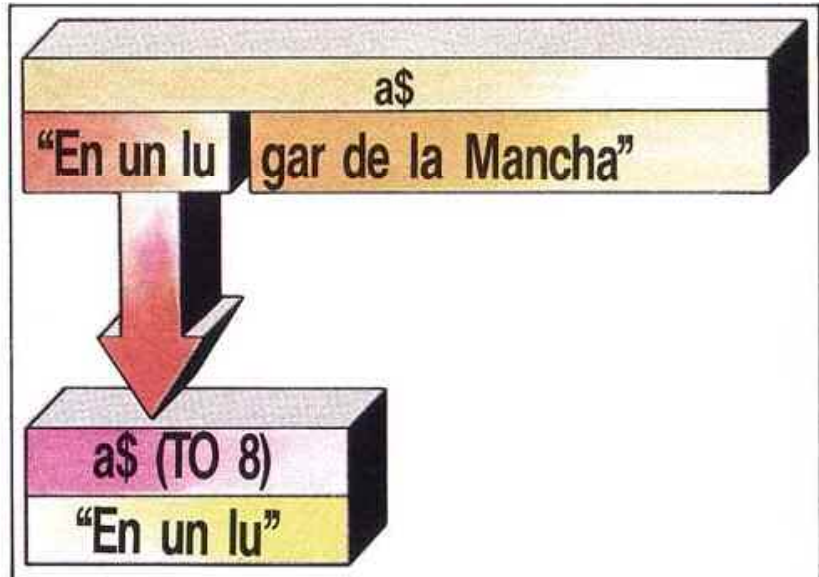 a$
“En un lu gar de la Mancha”
a$ (TO 8)
“En un lu”